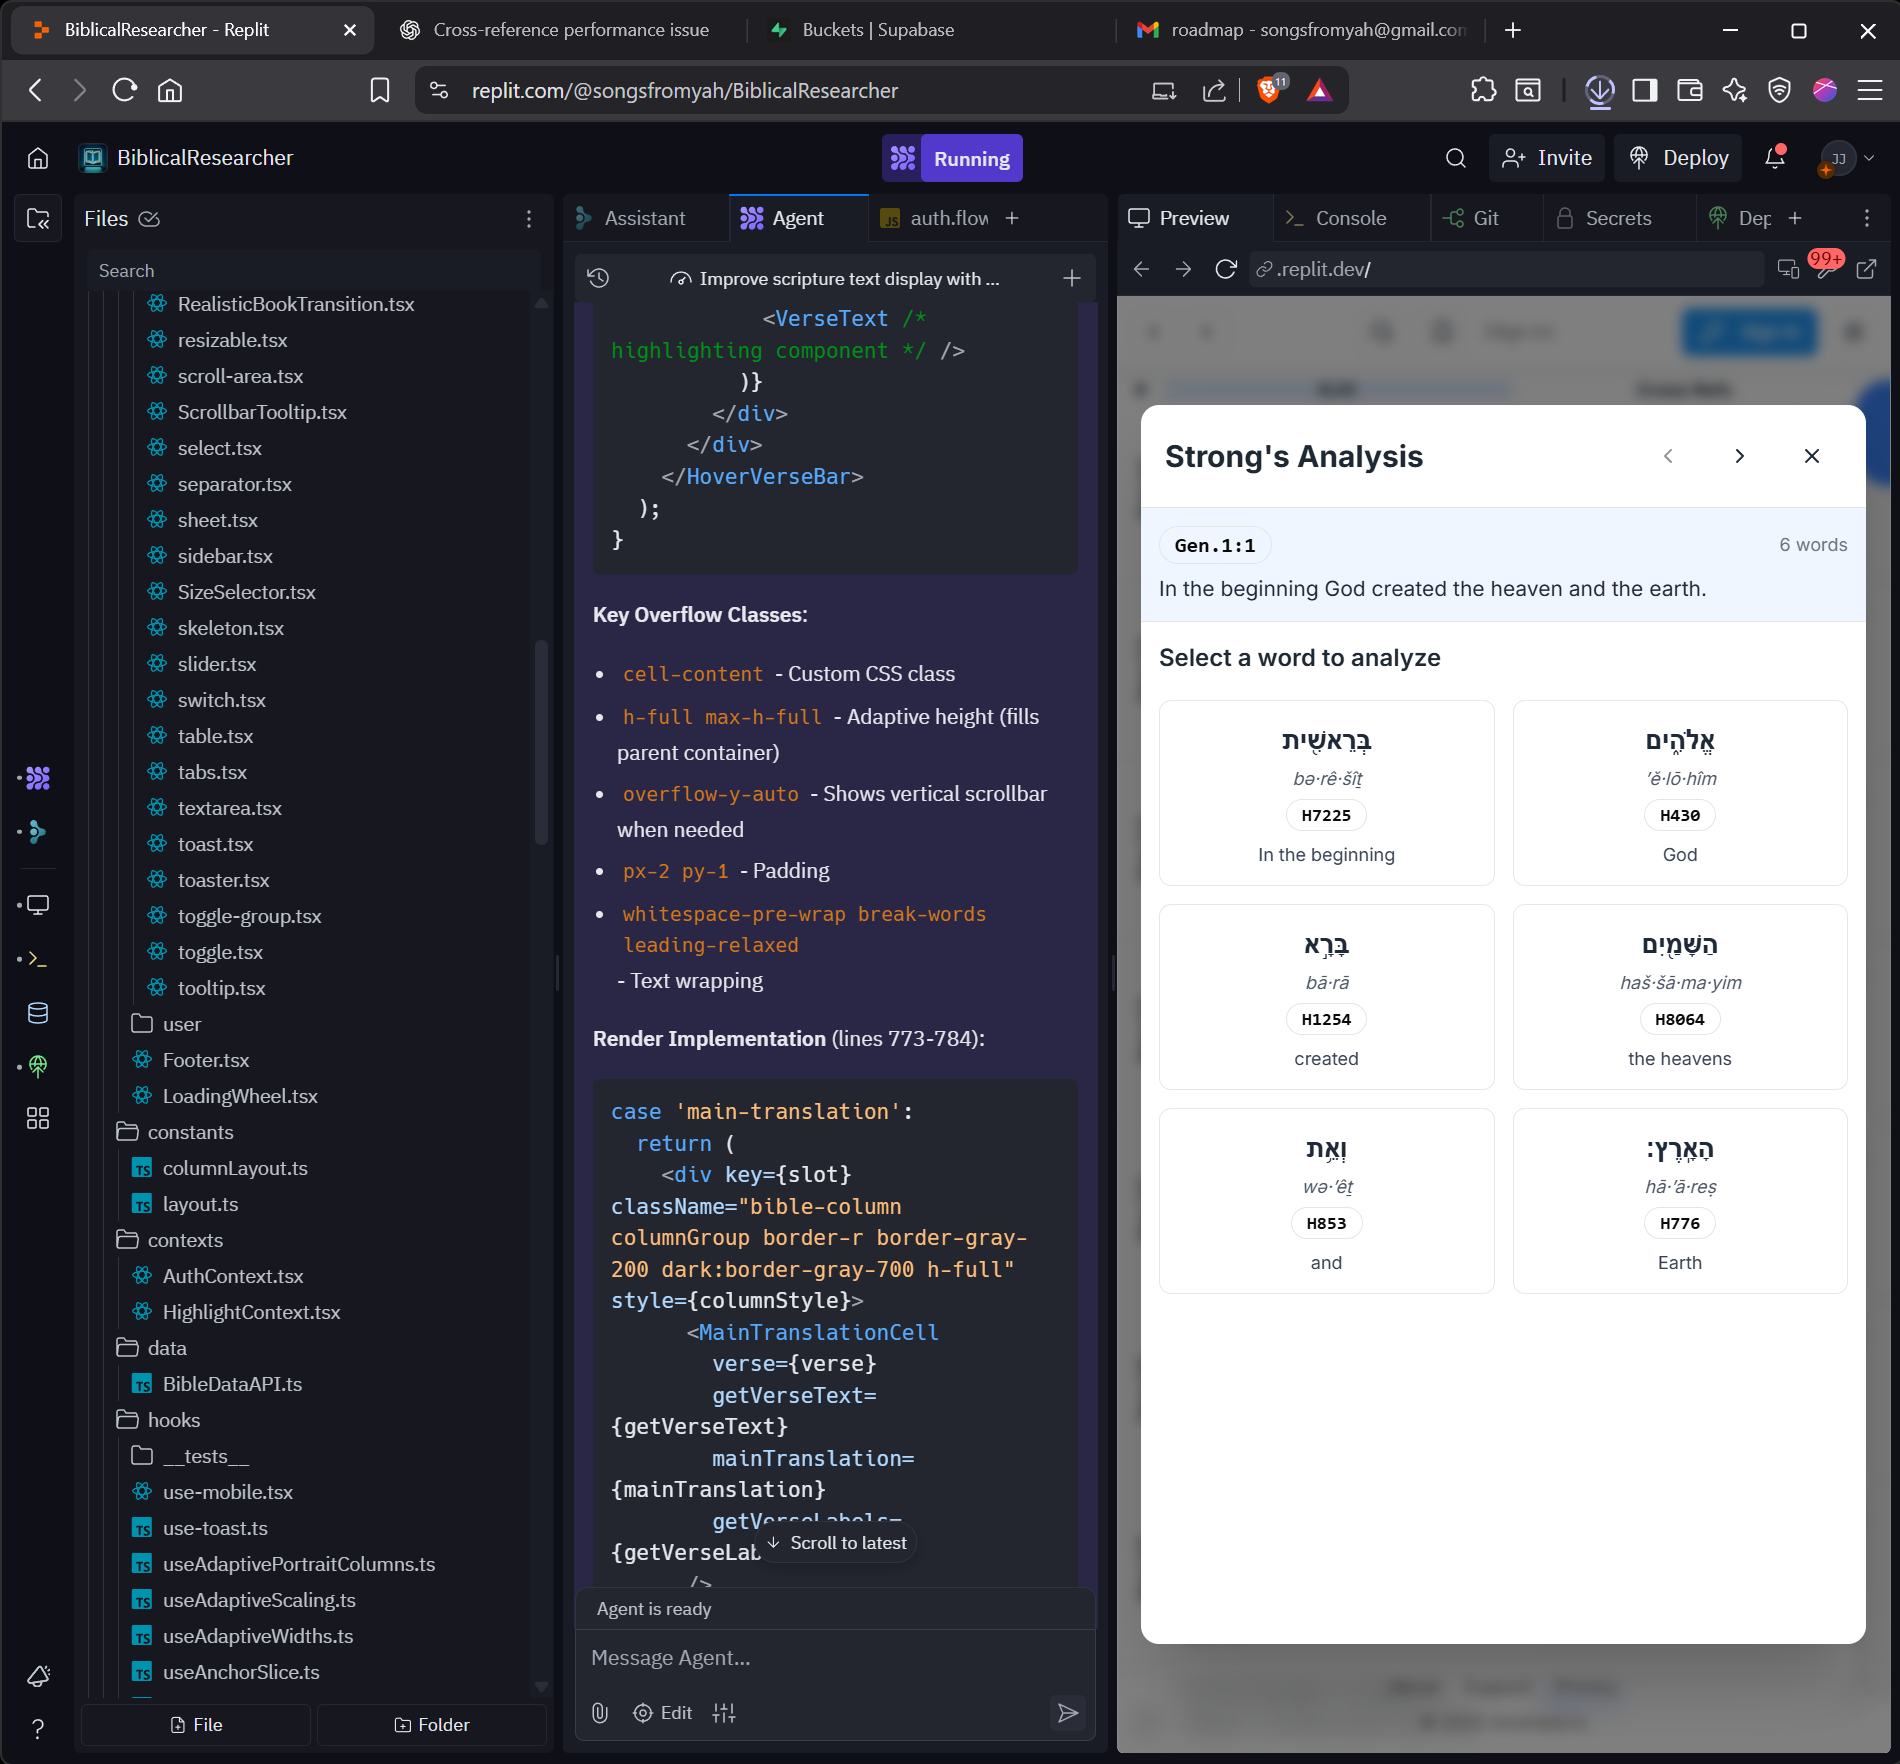 BiblicalResearcher - Replit
Cross-reference performance issue
Buckets | Supabase
roadmap - songsfromyah@gmail.con
replit.com/@songsfromyah/BiblicalResearcher
11
BiblicalResearcher
Running
Invite
Deploy
JJ
Files
Search
RealisticBookTransition.tsx
resizable.tsx
scroll-area.tsx
ScrollbarTooltip.tsx
select.tsx
separator.tsx
sheet.tsx
sidebar.tsx
SizeSelector.tsx
skeleton.tsx
slider.tsx
switch.tsx
table.tsx
tabs.tsx
textarea.tsx
toast.tsx
toaster.tsx
toggle-group.tsx
toggle.tsx
tooltip.tsx
user
Footer.tsx
LoadingWheel.tsx
constants
columnLayout.ts
layout.ts
contexts
AuthContext.tsx
HighlightContext.tsx
data
BibleDataAPI.ts
hooks
__tests__
use-mobile.tsx
use-toast.ts
useAdaptivePortraitColumns.ts
useAdaptiveScaling.ts
useAdaptiveWidths.ts
useAnchorSlice.ts
File
Folder
Assistant
Agent
auth.flow
Improve scripture text display with ...
<VerseText /*
highlighting component */ />
)}
</div>
</div>
</HoverVerseBar>
);
}
Key Overflow Classes:
• cell-content - Custom CSS class
• h-full max-h-full - Adaptive height (fills
parent container)
• overflow-y-auto - Shows vertical scrollbar
when needed
• px-2 py-1 - Padding
• whitespace-pre-wrap break-words
leading-relaxed
- Text wrapping
Render Implementation (lines 773-784):
case 'main-translation':
return (
<div key={slot}
className="bible-column
columnGroup border-r border-gray-
200 dark:border-gray-700 h-full"
style={columnStyle}>
<MainTranslationCell
verse={verse}
getVerseText=
{getVerseText}
mainTranslation=
{mainTranslation}
getVerseLabels=
{getVerseLab
/>
Scroll to latest
Agent is ready
Message Agent...
Edit
Preview
Console
Git
Secrets
Dep
.replit.dev/
99+
Strong's Analysis
Gen.1:1
6 words
In the beginning God created the heaven and the earth.
Select a word to analyze
בְּרֵאשִׁ֖ית
bə·rê·šîṯ
H7225
In the beginning
אֱלֹהִ֑ים
’ĕ·lō·hîm
H430
God
בָּרָ֣א
bā·rā
H1254
created
הַשָּׁמַ֖יִם
haš·šā·ma·yim
H8064
the heavens
וְאֵ֥ת
wə·’êṯ
H853
and
הָאָֽרֶץ׃
hā·’ā·reṣ
H776
Earth